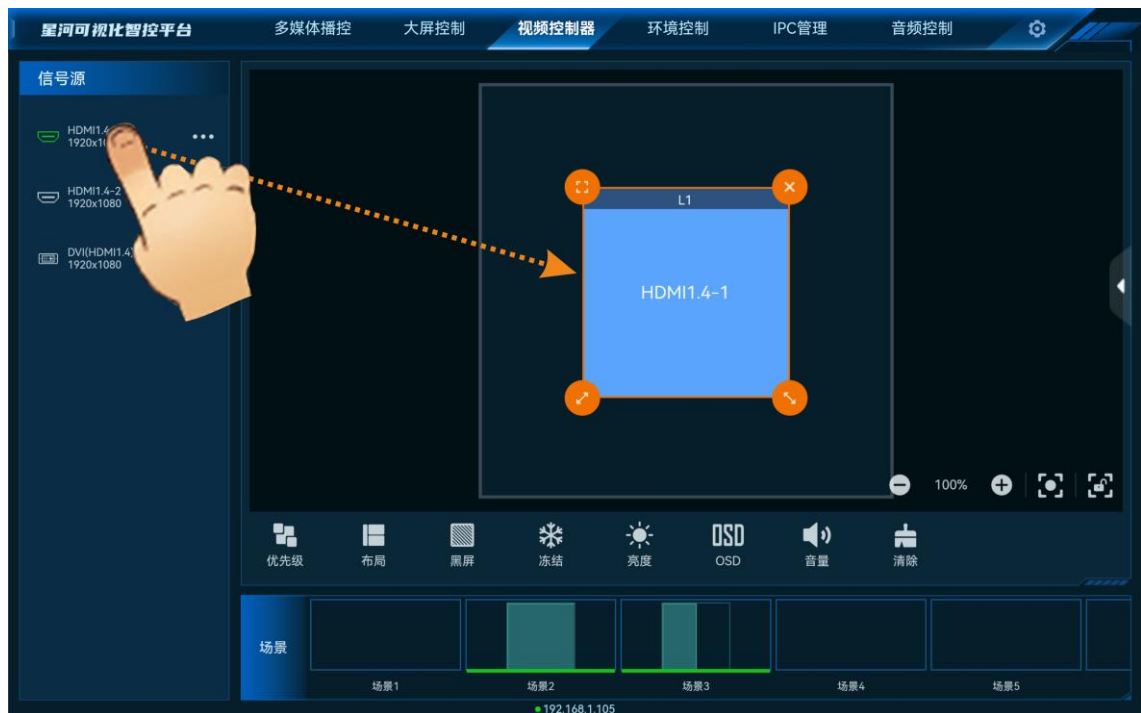 星河可视化智控平台
多媒体播控
大屏控制
视频控制器
环境控制
IPC管理
音频控制
信号源
HDMI1.4
1920x1
HDMI1.4-2
1920x1080
DVI(HDMI1.4)
1920x1080
L1
HDMI1.4-1
100%
优先级
布局
黑屏
冻结
亮度
OSD
OSD
音量
清除
场景
场景1
场景2
场景3
场景4
场景5
192.168.1.105